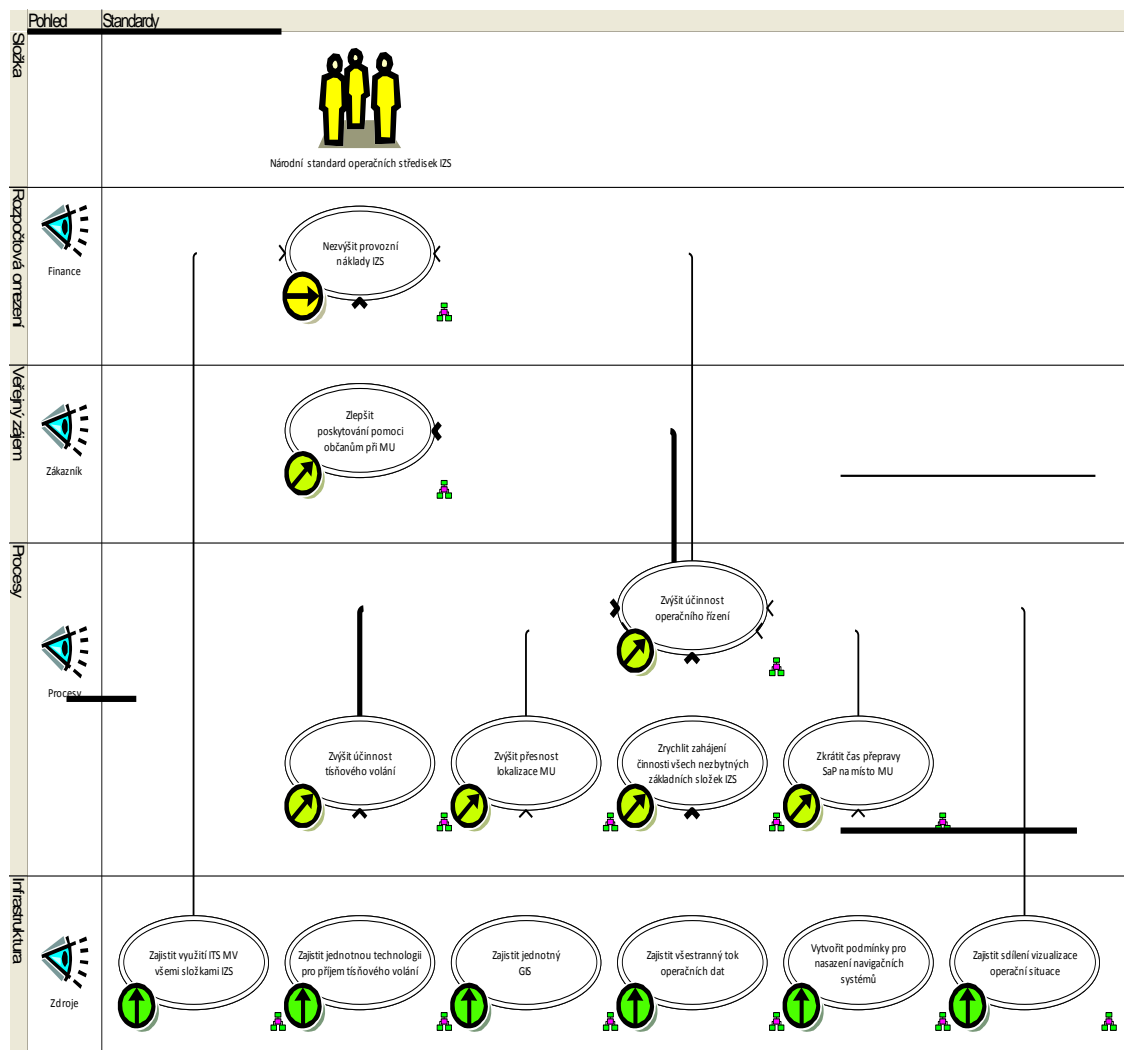 Pohled
Standardy
Složka
Národní standard operačních středisek IZS
Rozpočtová omezení
Finance
Nezvýšit provozní
náklady IZS
Veřejný zájem
Zákazník
Zlepšit
poskytování pomoci
občanům při MU
Procesy
Procesy
Zvýšit účinnost
operačního řízení
Zvýšit účinnost
tísňového volání
Zvýšit přesnost
lokalizace MU
Zrychlit zahájení
činnosti všech nezbytných
základních složek IZS
Zkrátit čas přepravy
SaP na místo MU
Infrastruktura
Zdroje
Zajistit využití ITS MV
všemi složkami IZS
Zajistit jednotnou technologii
pro příjem tísňového volání
Zajistit jednotný
GIS
Zajistit všestranný tok
operačních dat
Vytvořit podmínky pro
nasazení navigačních
systémů
Zajistit sdílení vizualizace
operační situace